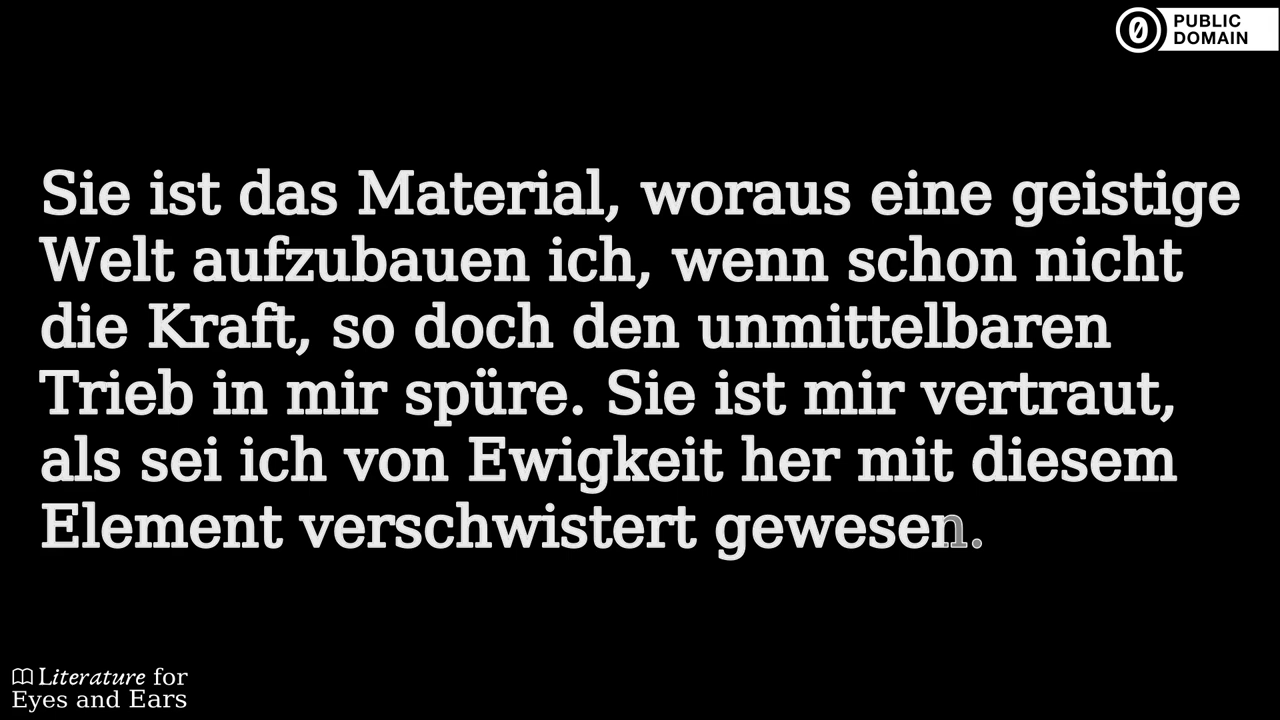 PUBLIC
DOMAIN
Sie ist das Material, woraus eine geistige
Welt aufzubauen ich, wenn schon nicht
die Kraft, so doch den unmittelbaren
Trieb in mir spüre. Sie ist mir vertraut,
als sei ich von Ewigkeit her mit diesem
Element verschwistert gewesen.
Literature for
Eyes and Ears